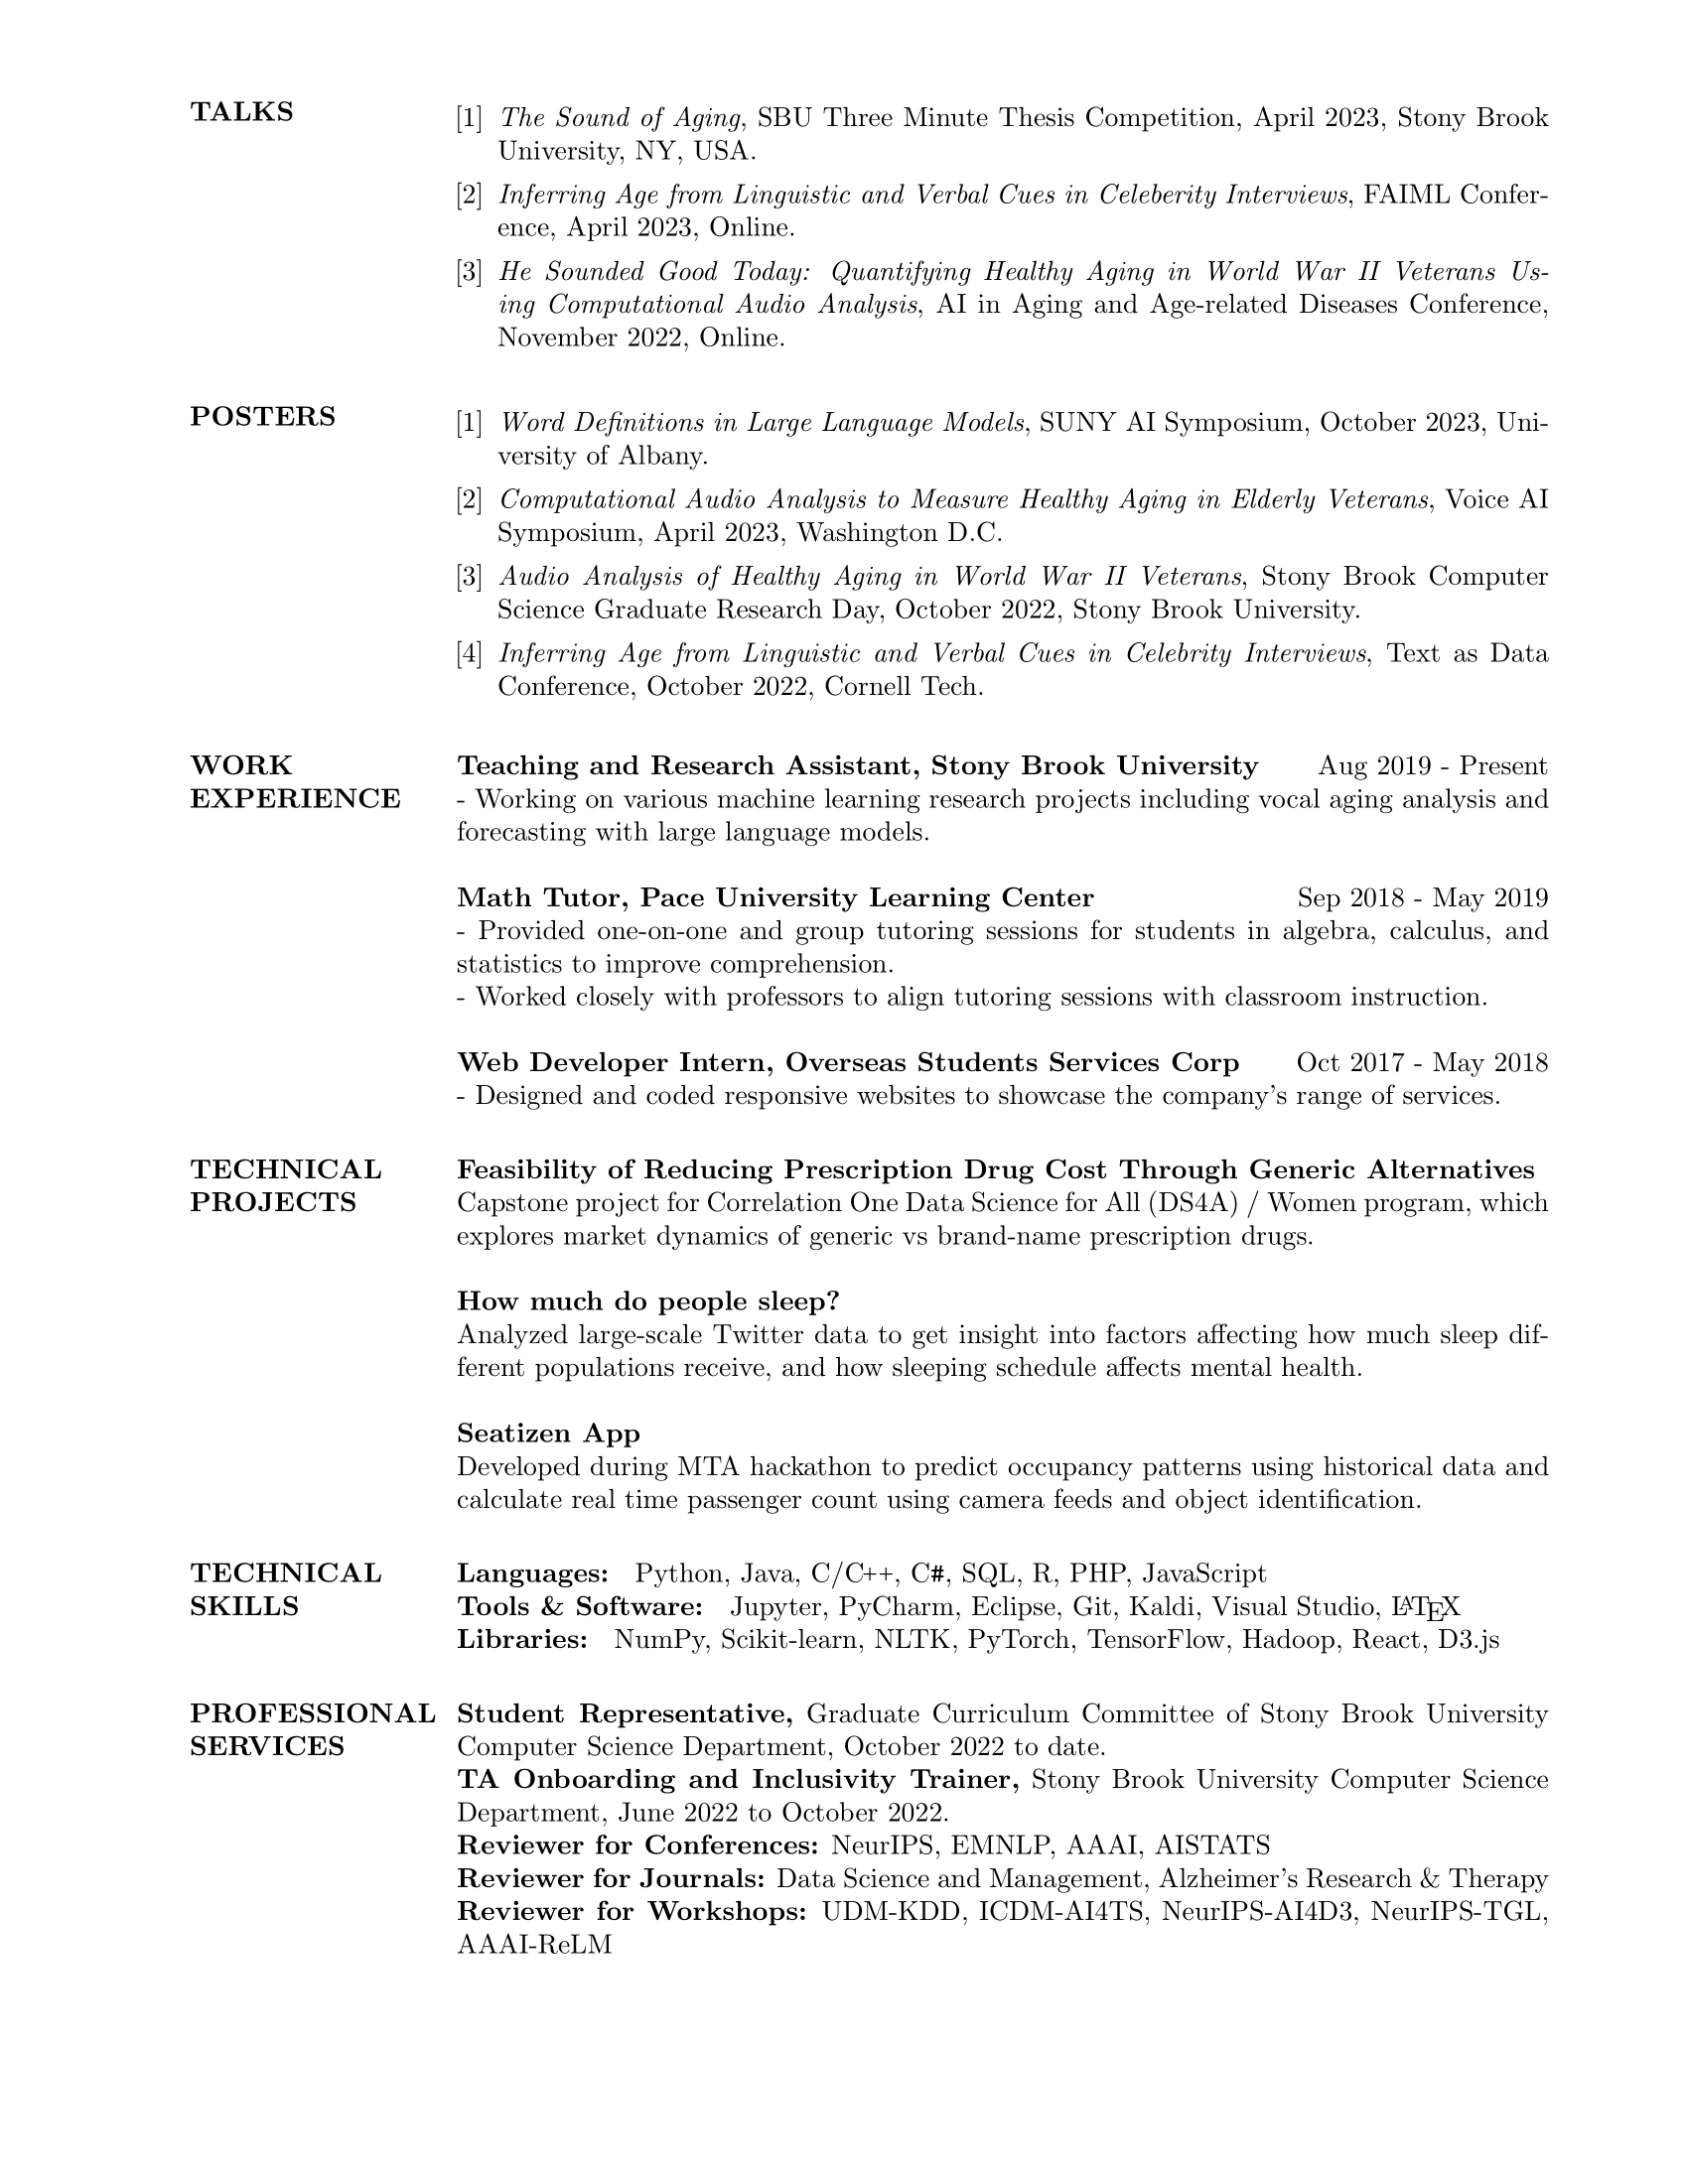 TALKS
[1] The Sound of Aging, SBU Three Minute Thesis Competition, April 2023, Stony Brook
University, NY, USA.
[2] Inferring Age from Linguistic and Verbal Cues in Celeberity Interviews, FAIML Confer-
ence, April 2023, Online.
[3] He Sounded Good Today: Quantifying Healthy Aging in World War II Veterans Us-
ing Computational Audio Analysis, AI in Aging and Age-related Diseases Conference,
November 2022, Online.
POSTERS
[1] Word Definitions in Large Language Models, SUNY AI Symposium, October 2023, Uni-
versity of Albany.
[2] Computational Audio Analysis to Measure Healthy Aging in Elderly Veterans, Voice AI
Symposium, April 2023, Washington D.C.
[3] Audio Analysis of Healthy Aging in World War II Veterans, Stony Brook Computer
Science Graduate Research Day, October 2022, Stony Brook University.
[4] Inferring Age from Linguistic and Verbal Cues in Celebrity Interviews, Text as Data
Conference, October 2022, Cornell Tech.
WORK
EXPERIENCE
Teaching and Research Assistant, Stony Brook University Aug 2019 - Present
- Working on various machine learning research projects including vocal aging analysis and
forecasting with large language models.
Math Tutor, Pace University Learning Center Sep 2018 - May 2019
- Provided one-on-one and group tutoring sessions for students in algebra, calculus, and
statistics to improve comprehension.
- Worked closely with professors to align tutoring sessions with classroom instruction.
Web Developer Intern, Overseas Students Services Corp Oct 2017 - May 2018
- Designed and coded responsive websites to showcase the company's range of services.
TECHNICAL
PROJECTS
Feasibility of Reducing Prescription Drug Cost Through Generic Alternatives
Capstone project for Correlation One Data Science for All (DS4A) / Women program, which
explores market dynamics of generic vs brand-name prescription drugs.
How much do people sleep?
Analyzed large-scale Twitter data to get insight into factors affecting how much sleep dif-
ferent populations receive, and how sleeping schedule affects mental health.
Seatizen App
Developed during MTA hackathon to predict occupancy patterns using historical data and
calculate real time passenger count using camera feeds and object identification.
TECHNICAL
SKILLS
Languages: Python, Java, C/C++, C#, SQL, R, PHP, JavaScript
Tools & Software: Jupyter, PyCharm, Eclipse, Git, Kaldi, Visual Studio, LATEX
Libraries: NumPy, Scikit-learn, NLTK, PyTorch, TensorFlow, Hadoop, React, D3.js
PROFESSIONAL
SERVICES
Student Representative, Graduate Curriculum Committee of Stony Brook University
Computer Science Department, October 2022 to date.
TA Onboarding and Inclusivity Trainer, Stony Brook University Computer Science
Department, June 2022 to October 2022.
Reviewer for Conferences: NeurIPS, EMNLP, AAAI, AISTATS
Reviewer for Journals: Data Science and Management, Alzheimer's Research & Therapy
Reviewer for Workshops: UDM-KDD, ICDM-AI4TS, NeurIPS-AI4D3, NeurIPS-TGL,
AAAI-ReLM